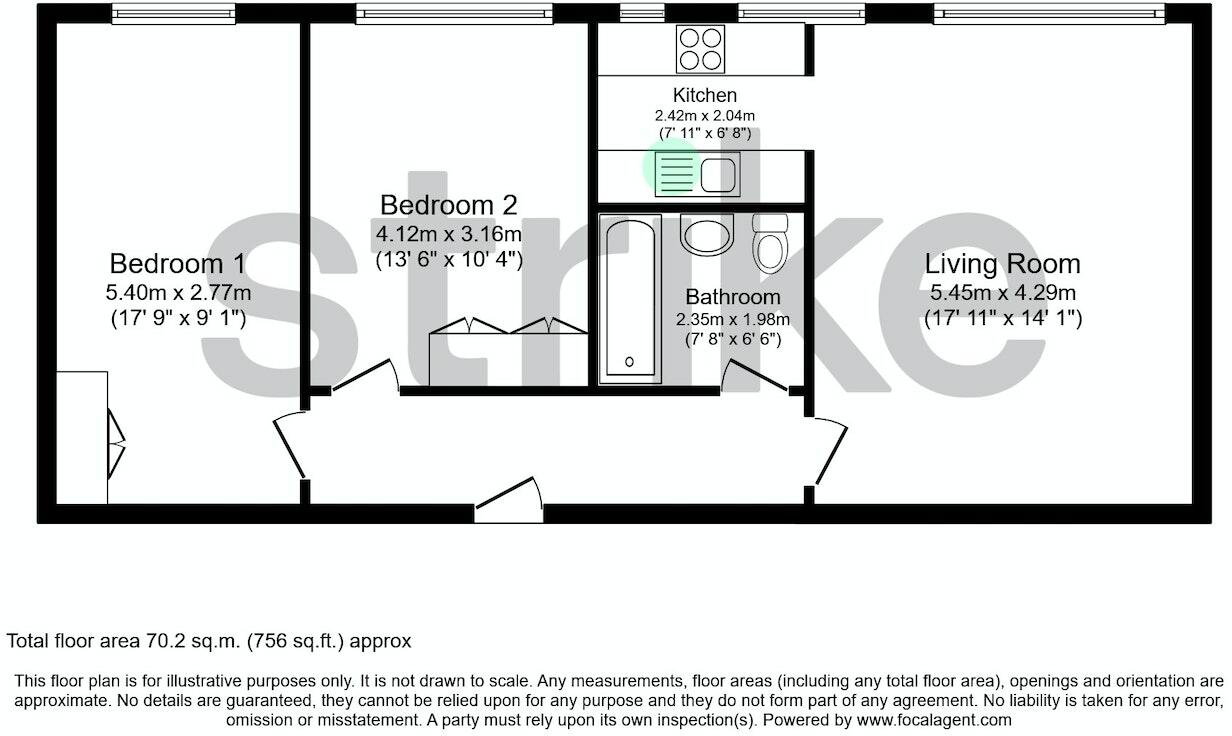 Kitchen
2.42m x 2.04m
(7' 11" x 6' 8")
Bedroom 2
4.12m x 3.16m
(13' 6" x 10' 4")
Bedroom 1
5.40m x 2.77m
(17' 9" x 9' 1")
Living Room
5.45m x 4.29m
(17' 11" x 14' 1")
Bathroom
2.35m x 1.98m
(7' 8" x 6' 6")
strike
Total floor area 70.2 sq.m. (756 sq.ft.) approx
This floor plan is for illustrative purposes only. It is not drawn to scale. Any measurements, floor areas (including any total floor area), openings and orientation are
approximate. No details are guaranteed, they cannot be relied upon for any purpose and they do not form part of any agreement. No liability is taken for any error,
omission or misstatement. A party must rely upon its own inspection(s). Powered by www.focalagent.com